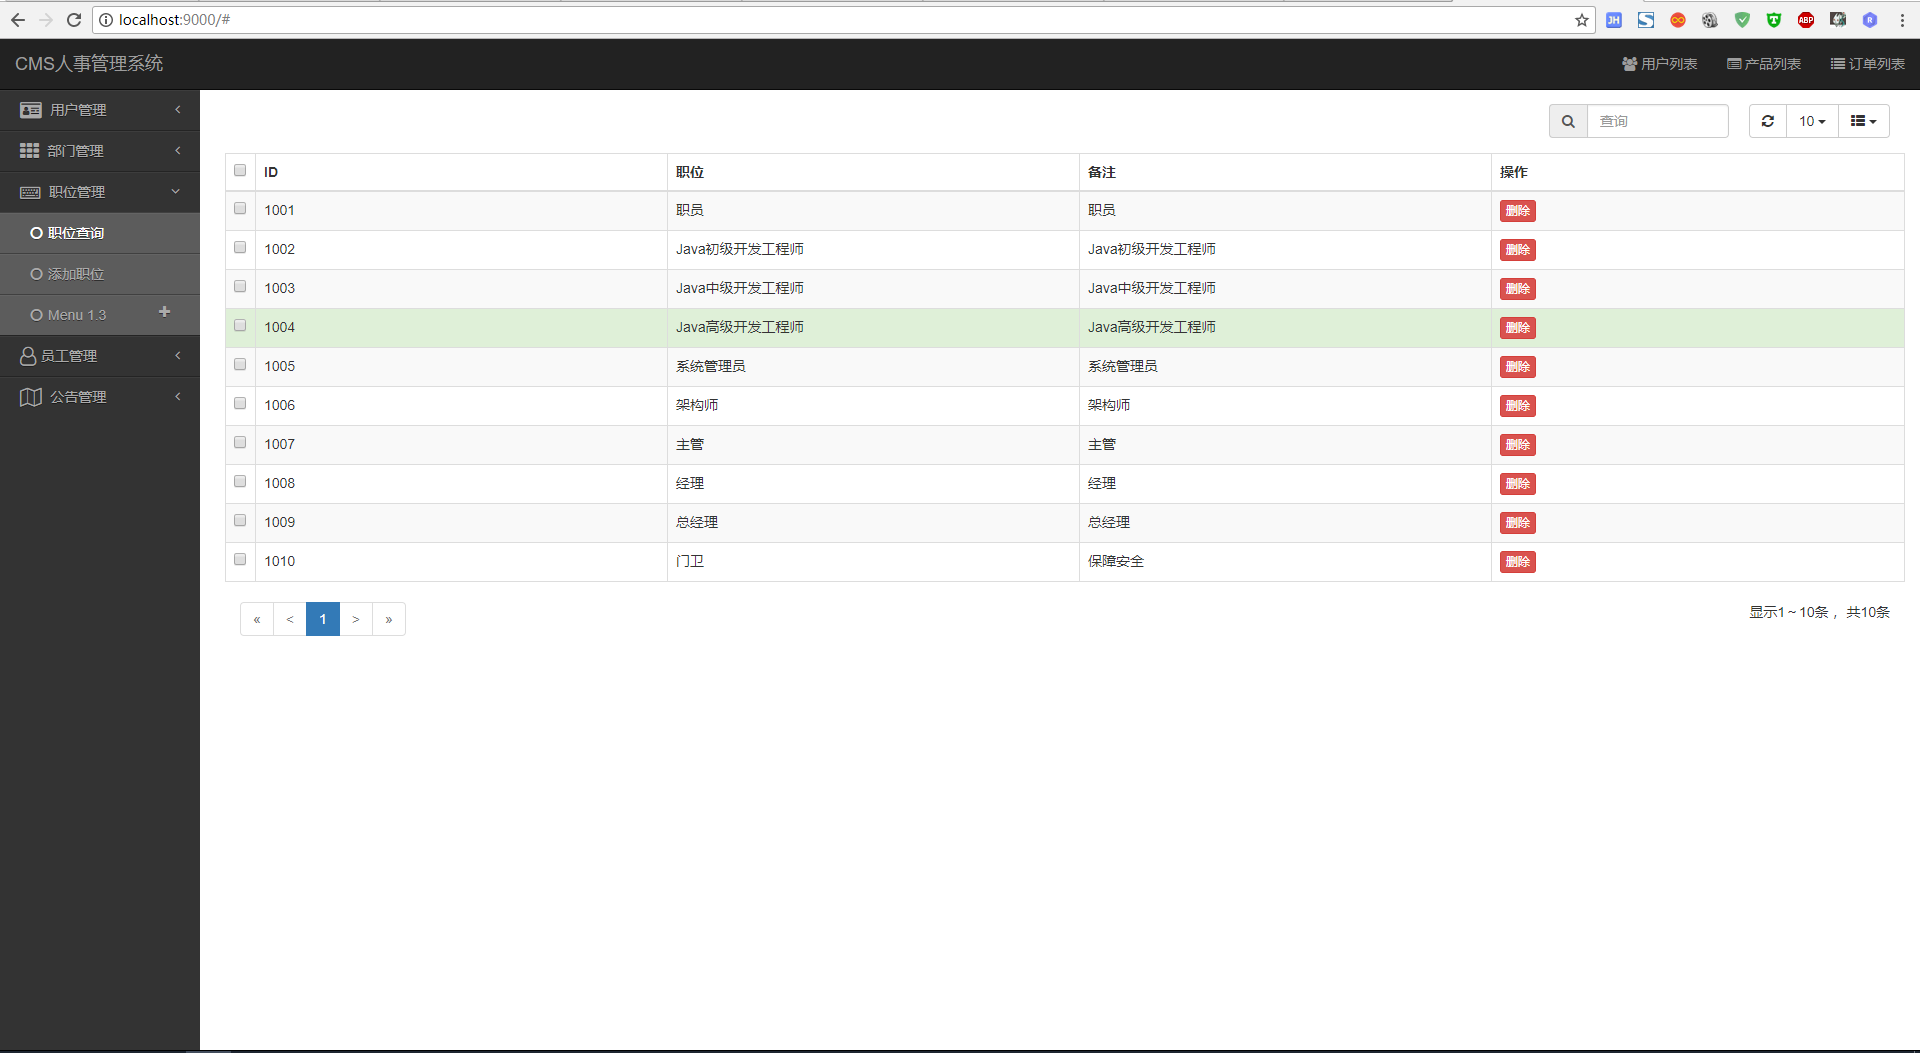 localhost:9000/#
CMS人事管理系统
用户列表 产品列表 订单列表
用户管理
部门管理
职位管理
职位查询
添加职位
Menu 1.3
员工管理
公告管理
查询 10
ID 职位 备注 操作
1001 职员 职员 删除
1002 Java初级开发工程师 Java初级开发工程师 删除
1003 Java中级开发工程师 Java中级开发工程师 删除
1004 Java高级开发工程师 Java高级开发工程师 删除
1005 系统管理员 系统管理员 删除
1006 架构师 架构师 删除
1007 主管 主管 删除
1008 经理 经理 删除
1009 总经理 总经理 删除
1010 门卫 保障安全 删除
« < 1 > »
显示1~10条，共10条
JH
ABP
R